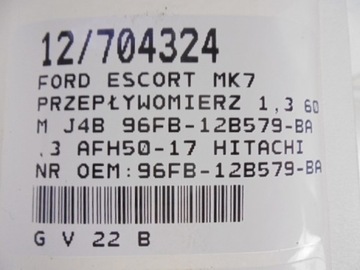 12/704324
FORD ESCORT MK7
PRZEPŁYWOMIERZ 1,3 60
M J4B 96FB-12B579-BA
.3 AFH50-17 HITACHI
NR OEM:96FB-12B579-BA
G V 22 B